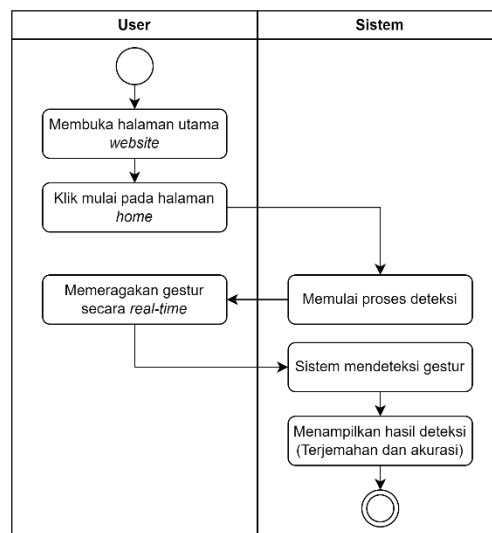 User
Sistem
Membuka halaman utama
website
Klik mulai pada halaman
home
Memeragakan gestur
secara real-time
Memulai proses deteksi
Sistem mendeteksi gestur
Menampilkan hasil deteksi
(Terjemahan dan akurasi)